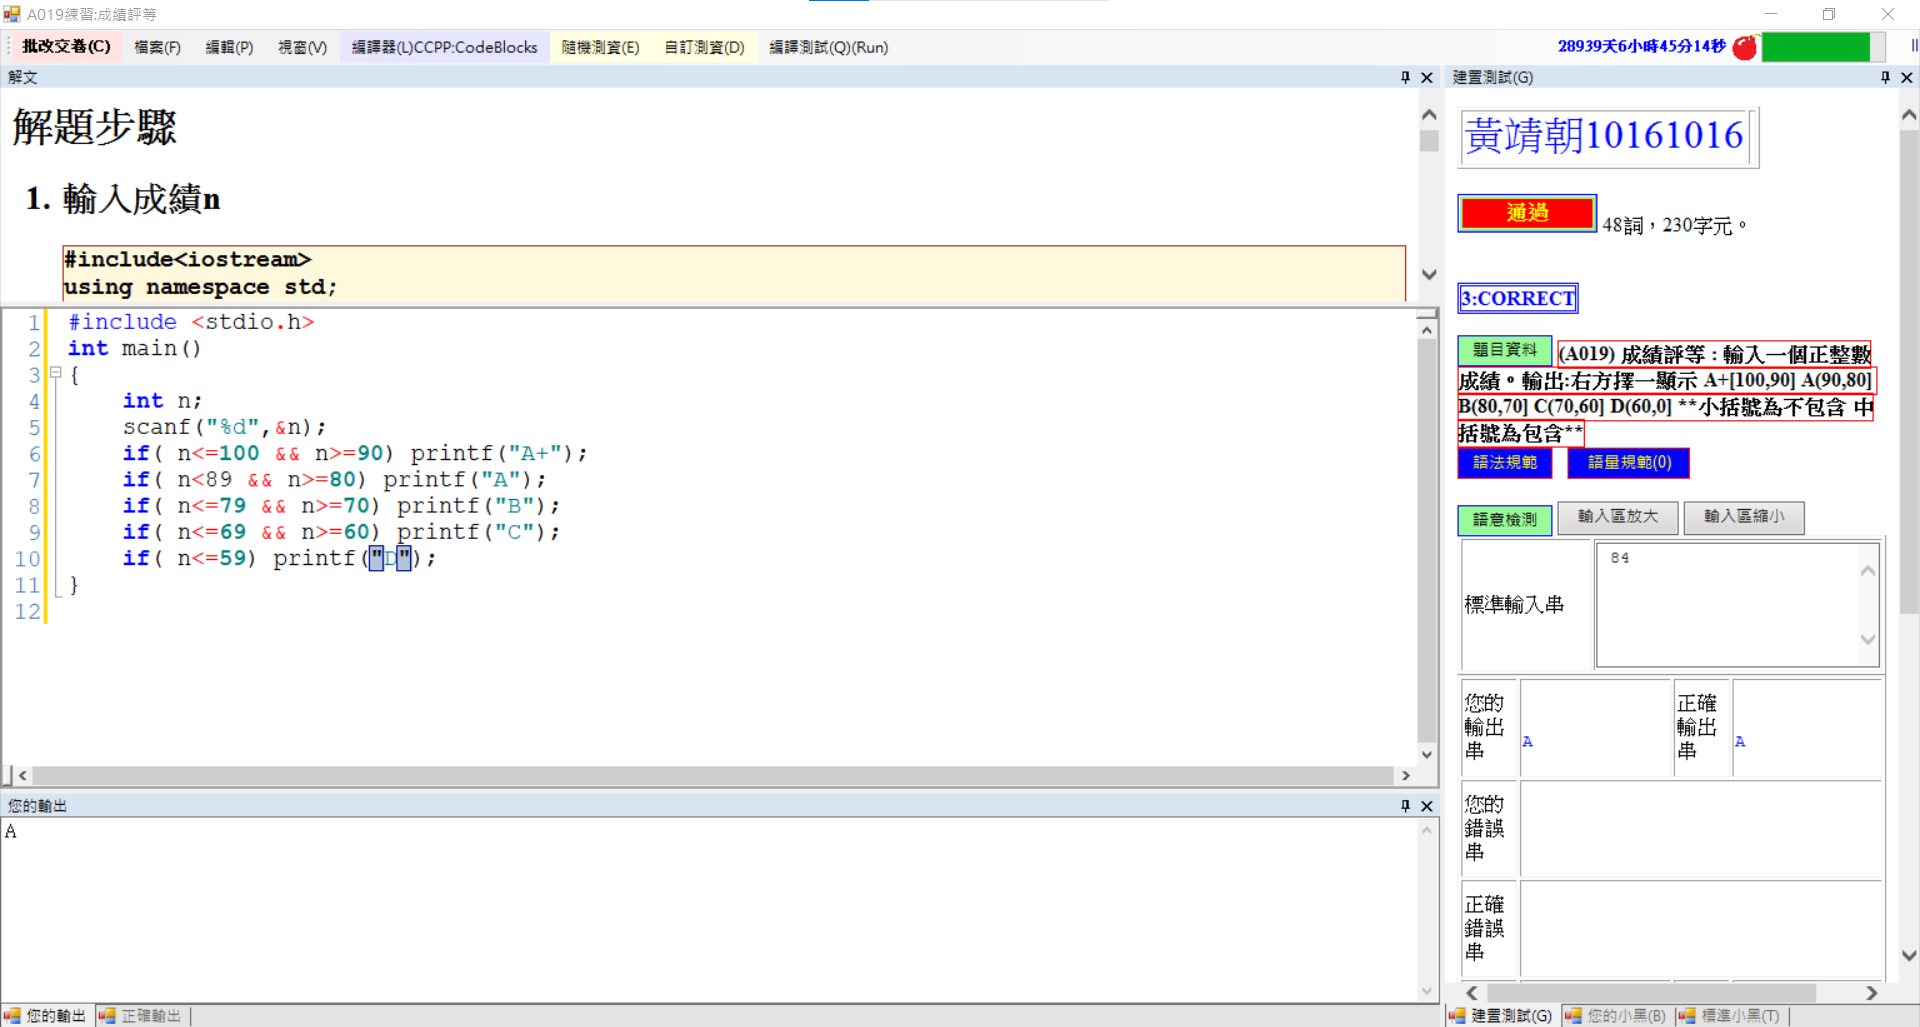 A019練習:成績評等
批改交卷(C) 檔案(F) 編輯(P) 視窗(V) 編譯器(L)CCPP:CodeBlocks 隨機測資(E) 自訂測資(D) 編譯測試(Q)(Run) 28939天6小時45分14秒
解文
解題步驟
1. 輸入成績n
#include<iostream>
using namespace std;
1 #include <stdio.h>
2 int main()
3 {
4 int n;
5 scanf("%d",&n);
6 if( n<=100 && n>=90) printf("A+");
7 if( n<89 && n>=80) printf("A");
8 if( n<=79 && n>=70) printf("B");
9 if( n<=69 && n>=60) printf("C");
10 if( n<=59) printf("D");
11 }
12
您的輸出
A
您的輸出 正確輸出
建置測試(G)
黃靖朝10161016
通過 48詞，230字元。
3:CORRECT
題目資料 (A019) 成績評等 : 輸入一個正整數
成績。輸出:右方擇一顯示 A+[100,90] A(90,80]
B(80,70] C(70,60] D(60,0] **小括號為不包含 中
括號為包含**
語法規範 語量規範(0)
語意檢測 輸入區放大 輸入區縮小
標準輸入串 84
您的輸出串 A 正確輸出串 A
您的錯誤串
正確錯誤串
建置測試(G) 您的小黑(B) 標準小黑(T)